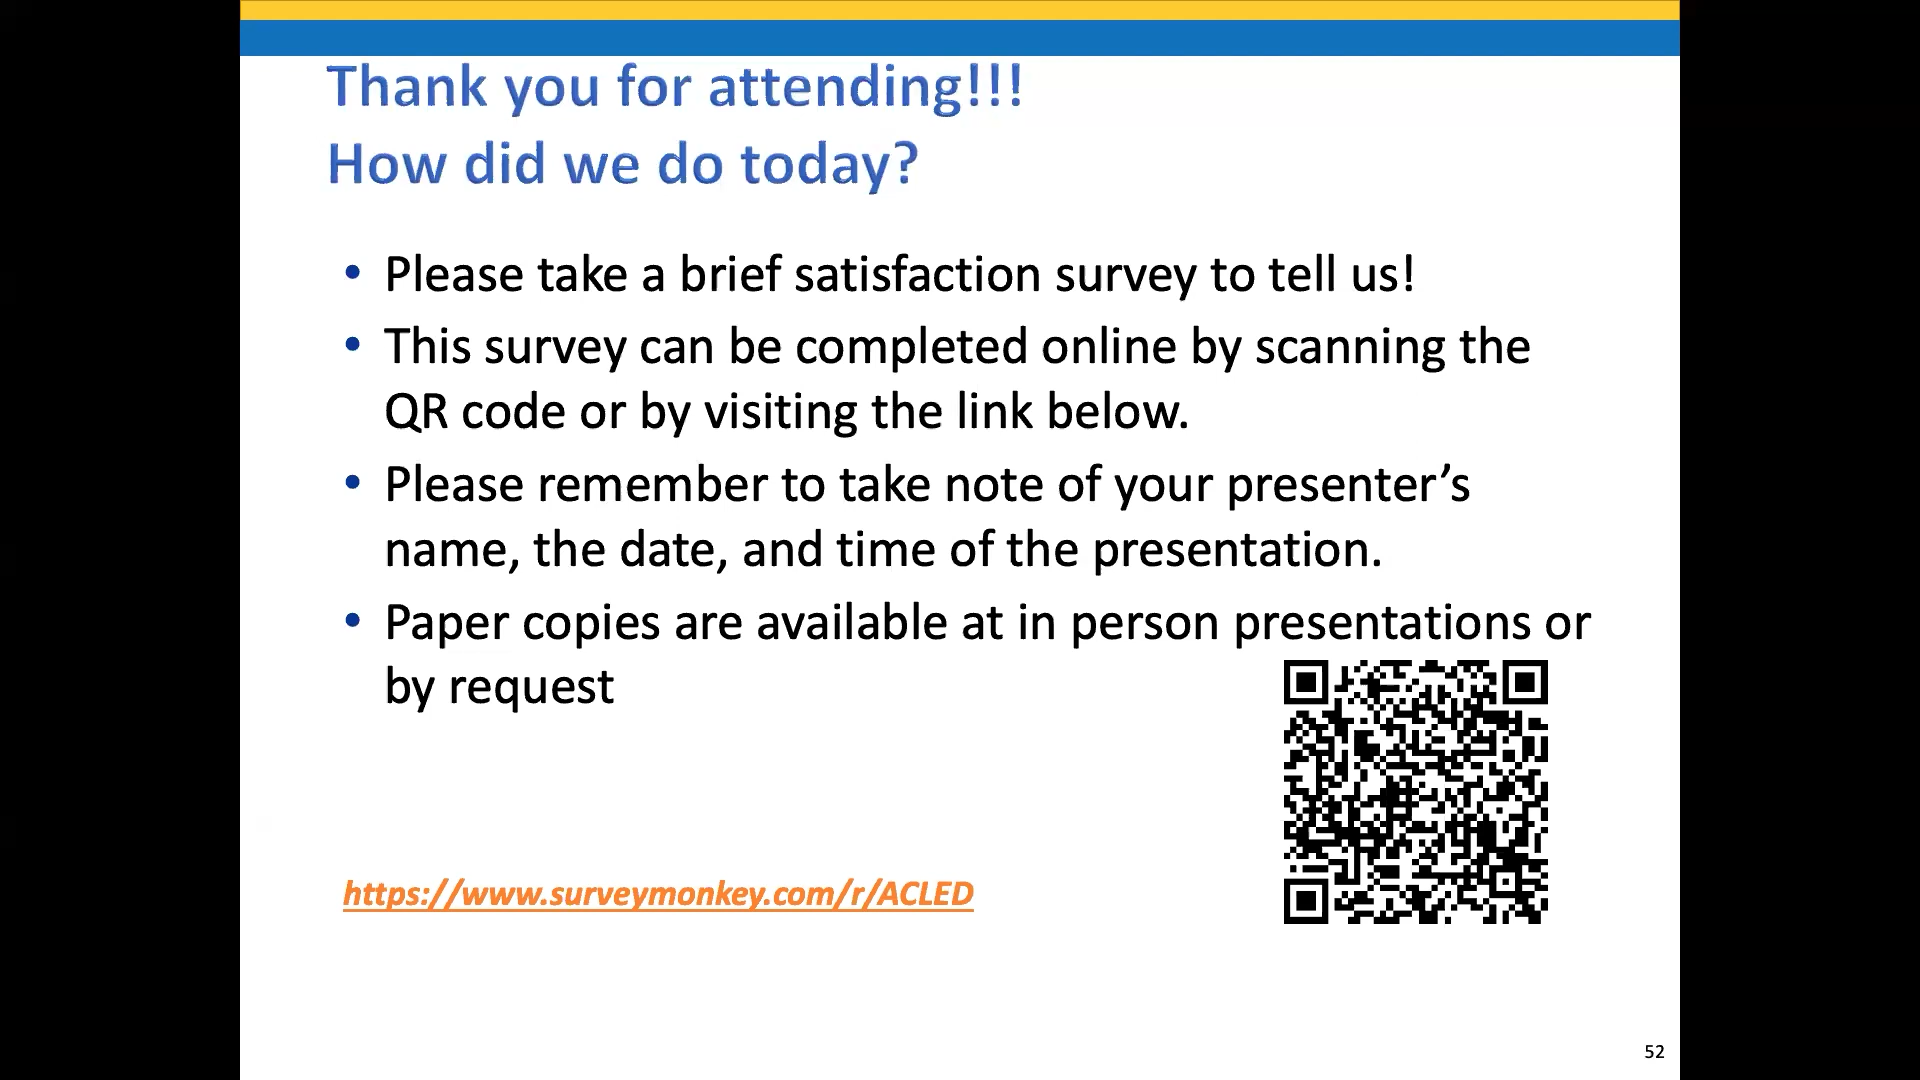 Thank you for attending!!!
How did we do today?
• Please take a brief satisfaction survey to tell us!
• This survey can be completed online by scanning the
QR code or by visiting the link below.
• Please remember to take note of your presenter’s
name, the date, and time of the presentation.
• Paper copies are available at in person presentations or
by request
https://www.surveymonkey.com/r/ACLED
52